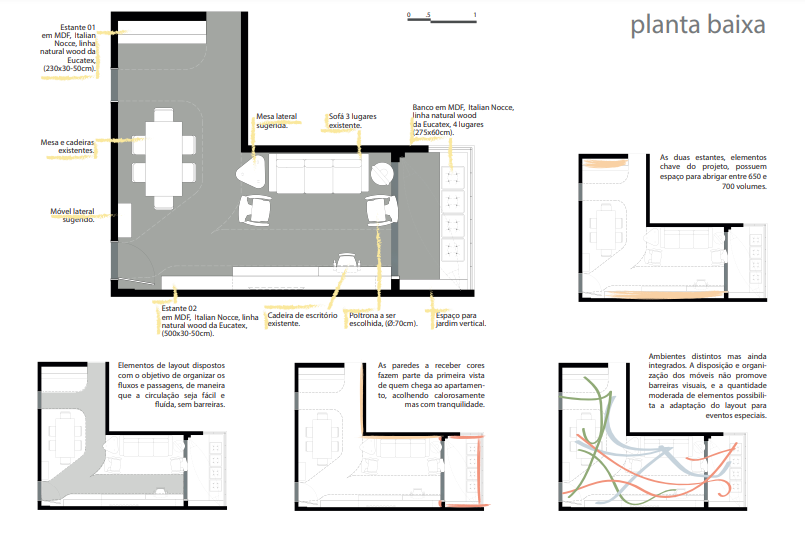 planta baixa
0 .5 1
Estante 01
em MDF, Italian
Nocce, linha
natural wood da
Eucatex,
(230x30-50cm).
Mesa e cadeiras
existentes.
Móvel lateral
sugerido.
Mesa lateral
sugerida.
Sofá 3 lugares
existente.
Banco em MDF, Italian Nocce,
linha natural wood
da Eucatex, 4 lugares
(275x60cm).
Estante 02
em MDF, Italian Nocce, linha
natural wood da Eucatex,
(500x30-50cm).
Cadeira de escritório
existente.
Poltrona a ser
escolhida, (Ø:70cm).
Espaço para
jardim vertical.
As duas estantes, elementos
chave do projeto, possuem
espaço para abrigar entre 650 e
700 volumes.
Elementos de layout dispostos
com o objetivo de organizar os
fluxos e passagens, de maneira
que a circulação seja fácil e
fluída, sem barreiras.
As paredes a receber cores
fazem parte da primeira vista
de quem chega ao apartamen-
to, acolhendo calorosamente
mas com tranquilidade.
Ambientes distintos mas ainda
integrados. A disposição e organi-
zação dos móveis não promove
barreiras visuais, e a quantidade
moderada de elementos possibili-
ta a adaptação do layout para
eventos especiais.